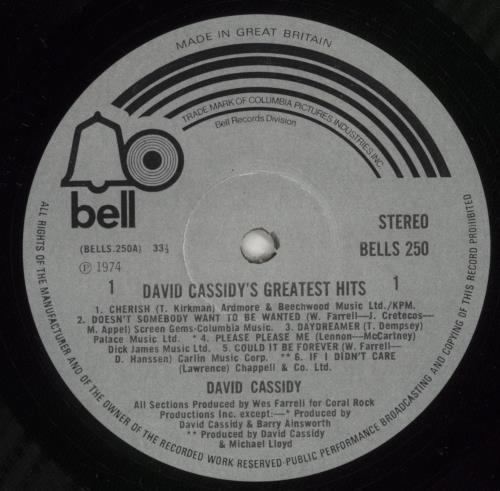 MADE IN GREAT BRITAIN
TRADE MARK OF COLUMBIA PICTURES INDUSTRIES, INC.
Bell Records Division
bell
(BELLS.250A) 33⅓
℗ 1974
STEREO
BELLS 250
1 DAVID CASSIDY'S GREATEST HITS 1
1. CHERISH (T. Kirkman) Ardmore & Beechwood Music Ltd./KPM.
2. DOESN'T SOMEBODY WANT TO BE WANTED (W. Farrell—J. Cretecos—
M. Appel) Screen Gems-Columbia Music. 3. DAYDREAMER (T. Dempsey)
Palace Music Ltd. * 4. PLEASE PLEASE ME (Lennon—McCartney)
Dick James Music Ltd. 5. COULD IT BE FOREVER (W. Farrell—
D. Hanssen) Carlin Music Corp. ** 6. IF I DIDN'T CARE
(Lawrence) Chappell & Co. Ltd.
DAVID CASSIDY
All Sections Produced by Wes Farrell for Coral Rock
Productions Inc. except:—* Produced by
David Cassidy & Barry Ainsworth
** Produced by David Cassidy
& Michael Lloyd
ALL RIGHTS OF THE MANUFACTURER AND OF THE OWNER OF THE RECORDED WORK RESERVED·PUBLIC PERFORMANCE BROADCASTING AND COPYING OF THIS RECORD PROHIBITED